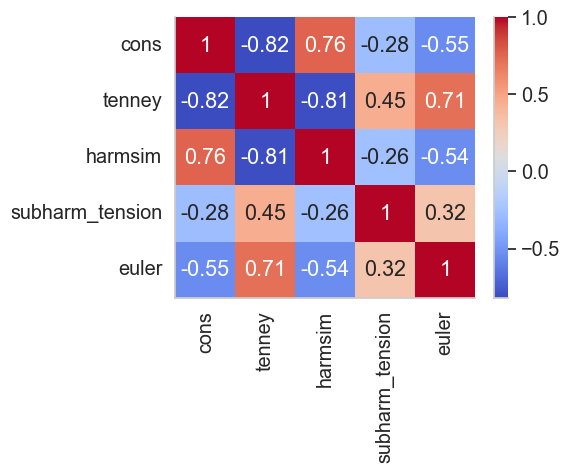 cons 1 -0.82 0.76 -0.28 -0.55
tenney -0.82 1 -0.81 0.45 0.71
harmsim 0.76 -0.81 1 -0.26 -0.54
subharm_tension -0.28 0.45 -0.26 1 0.32
euler -0.55 0.71 -0.54 0.32 1
cons tenney harmsim subharm_tension euler
1.0
0.5
0.0
−0.5